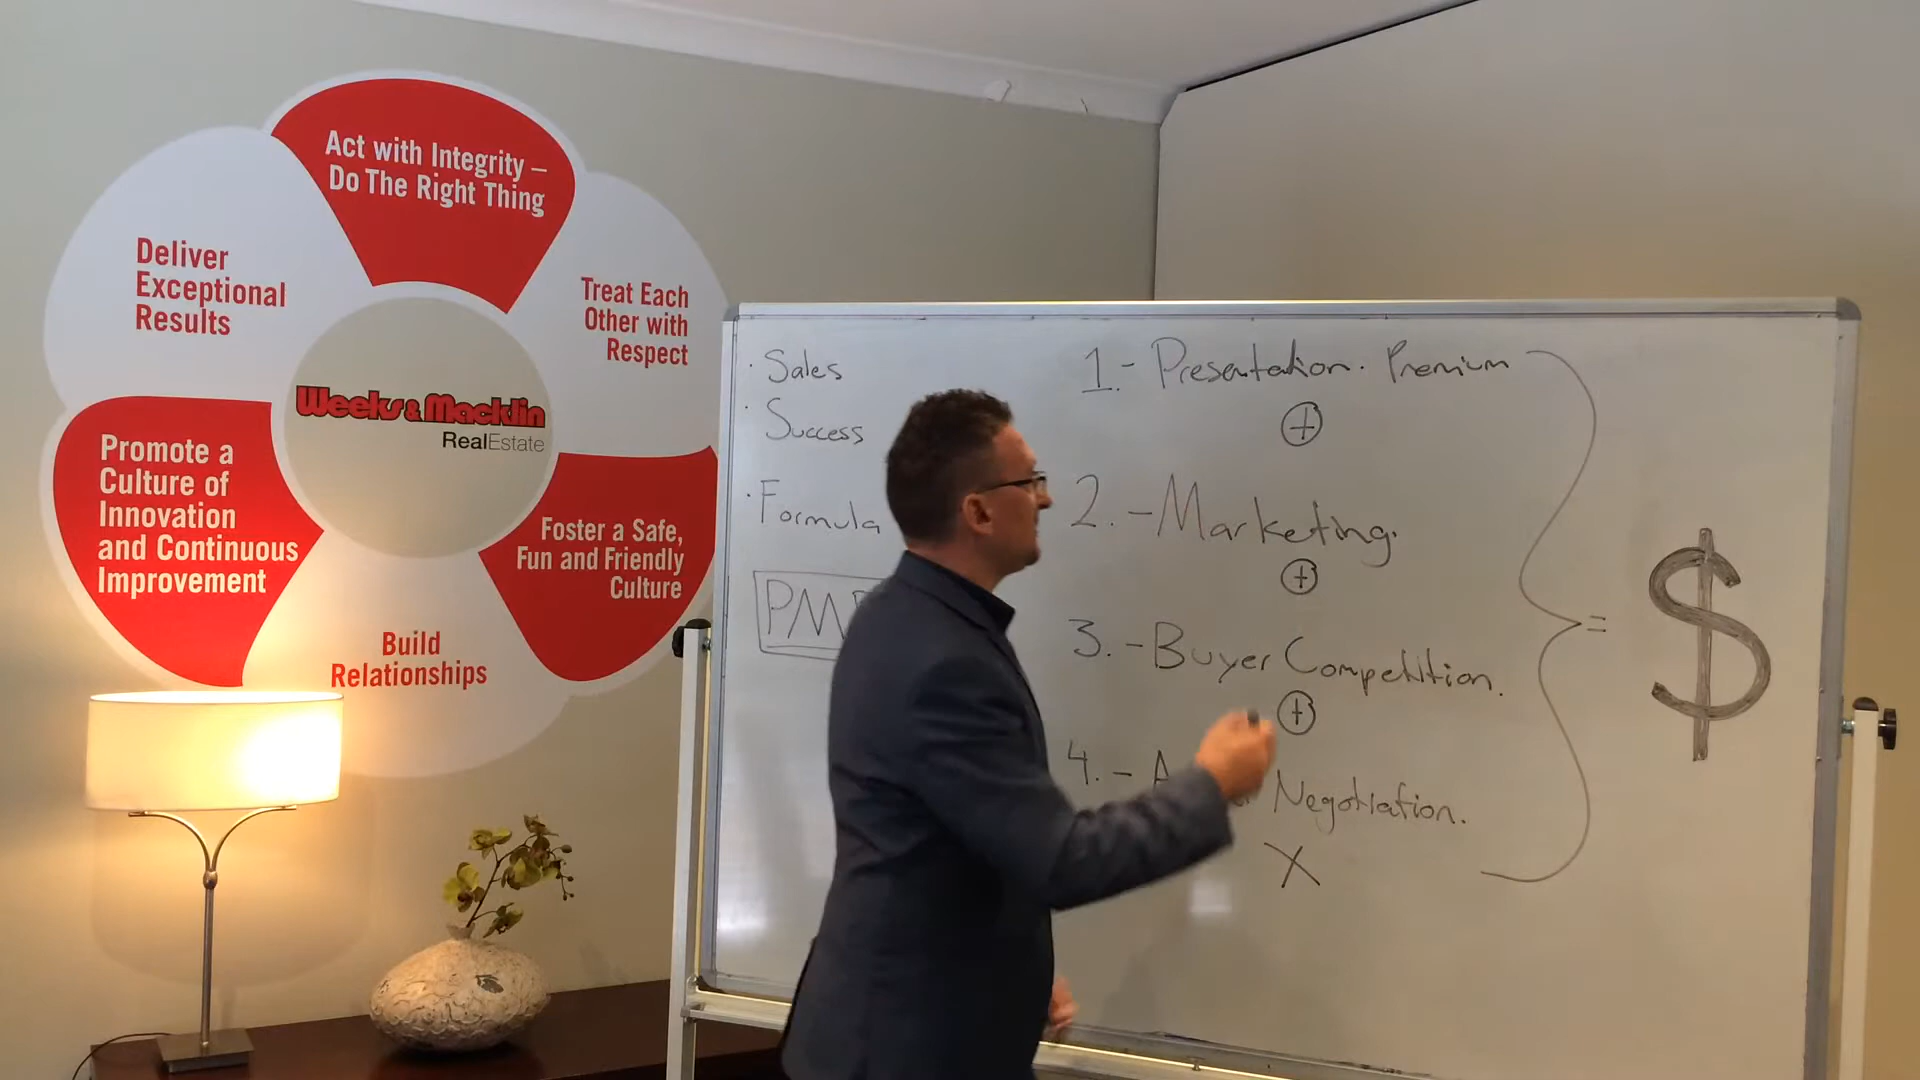 Act with Integrity –
Do The Right Thing
Deliver
Exceptional
Results
Treat Each
Other with
Respect
Weeks & Macklin
RealEstate
Promote a
Culture of
Innovation
and Continuous
Improvement
Foster a Safe,
Fun and Friendly
Culture
Build
Relationships
· Sales
· Success
· Formula
1.- Presentation. Premium
+
2. - Marketing.
+
3. - Buyer Competition.
+
4. - Negotiation.
X
= $